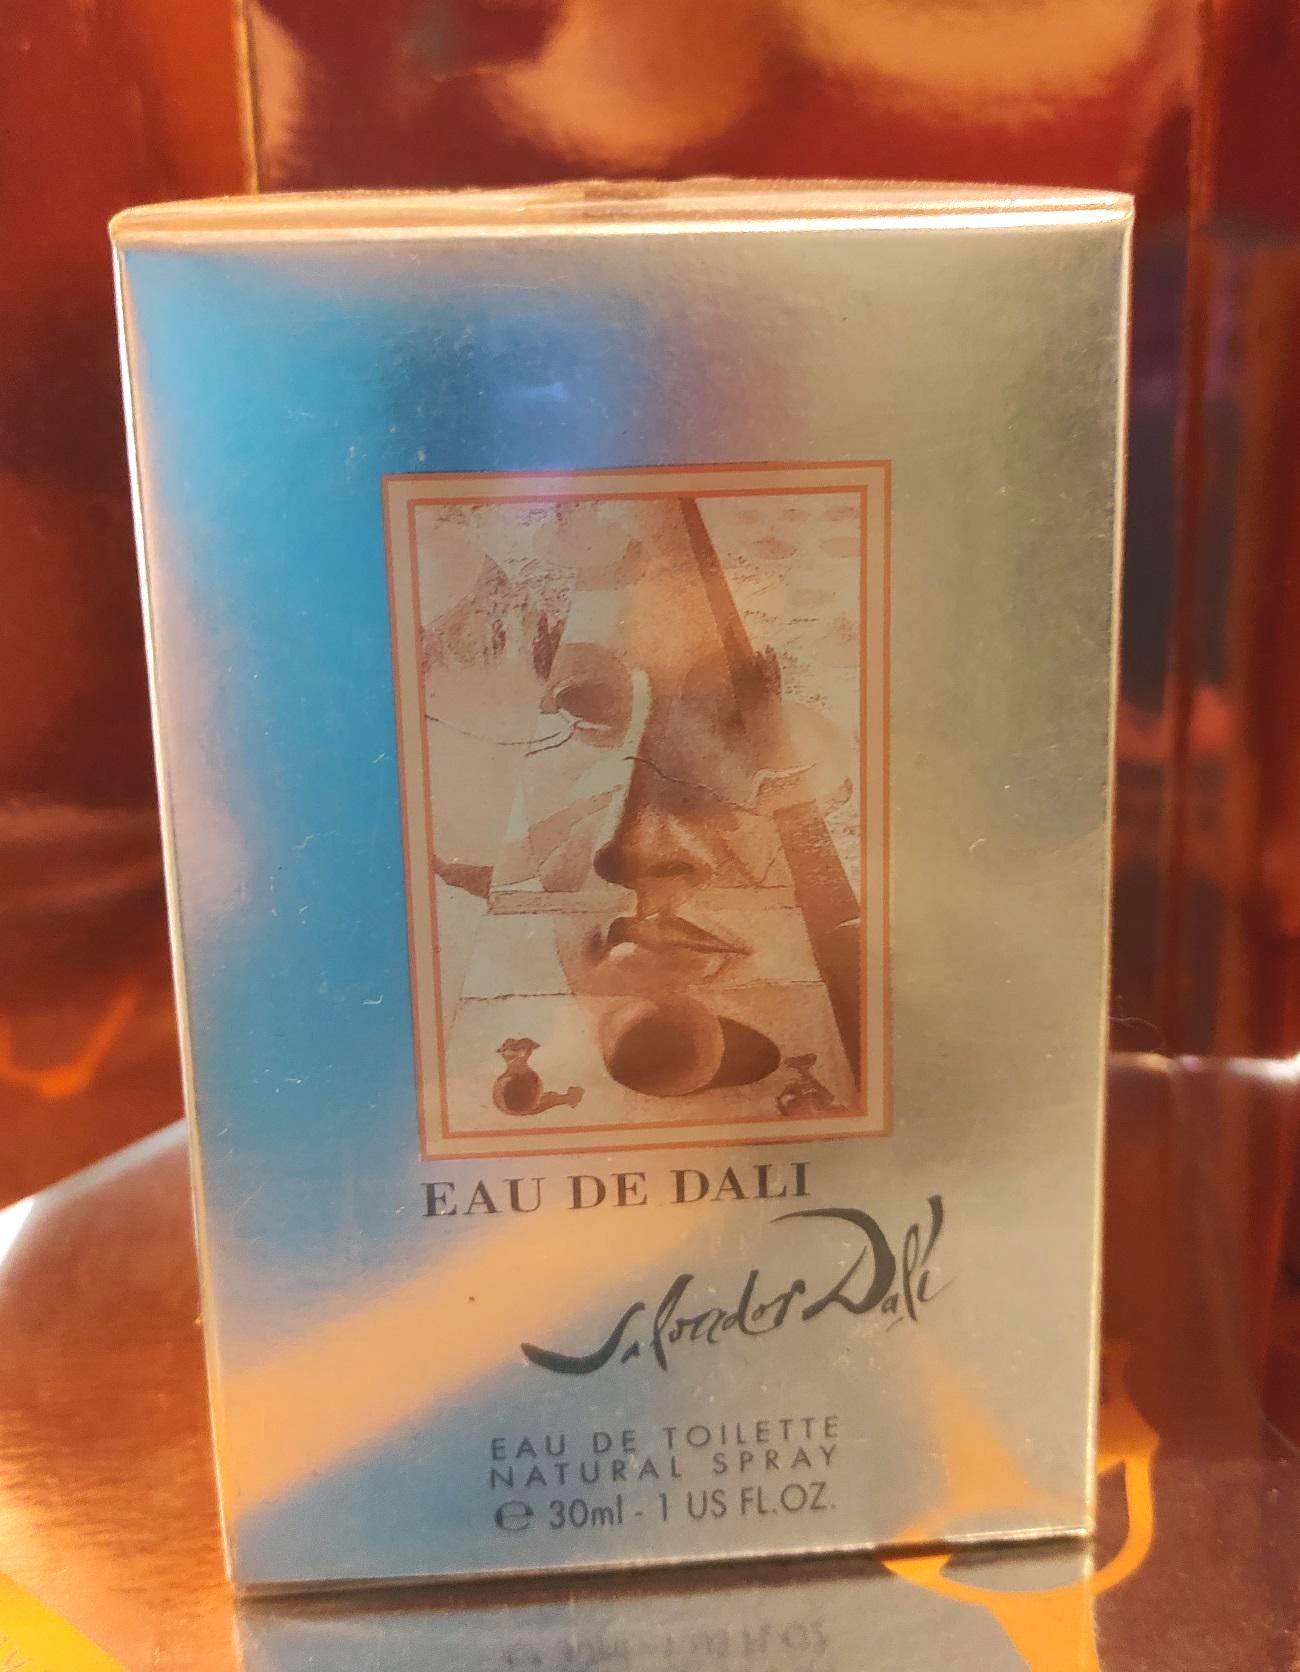 EAU DE DALI
Salvador Dalí
EAU DE TOILETTE
NATURAL SPRAY
℮ 30ml - 1 US FL.OZ.